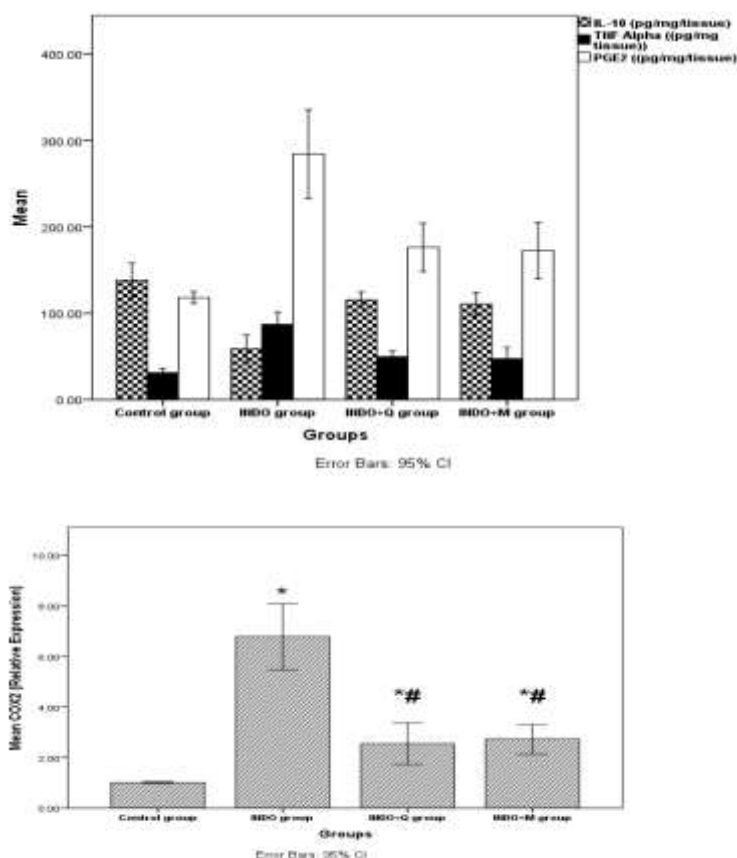 IL-10 (pg/mg/tissue)
TNF Alpha ((pg/mg
tissue))
PGE2 ((pg/mg/tissue)
Mean
400.00
300.00
200.00
100.00
0.00
Control group
INDO group
INDO+Q group
INDO+M group
Groups
Error Bars: 95% CI
Mean COX2 (Relative Expression)
10.00
8.00
6.00
4.00
2.00
0.00
*
*#
*#
Control group
INDO group
INDO+Q group
INDO+M group
Groups
Error Bars: 95% CI